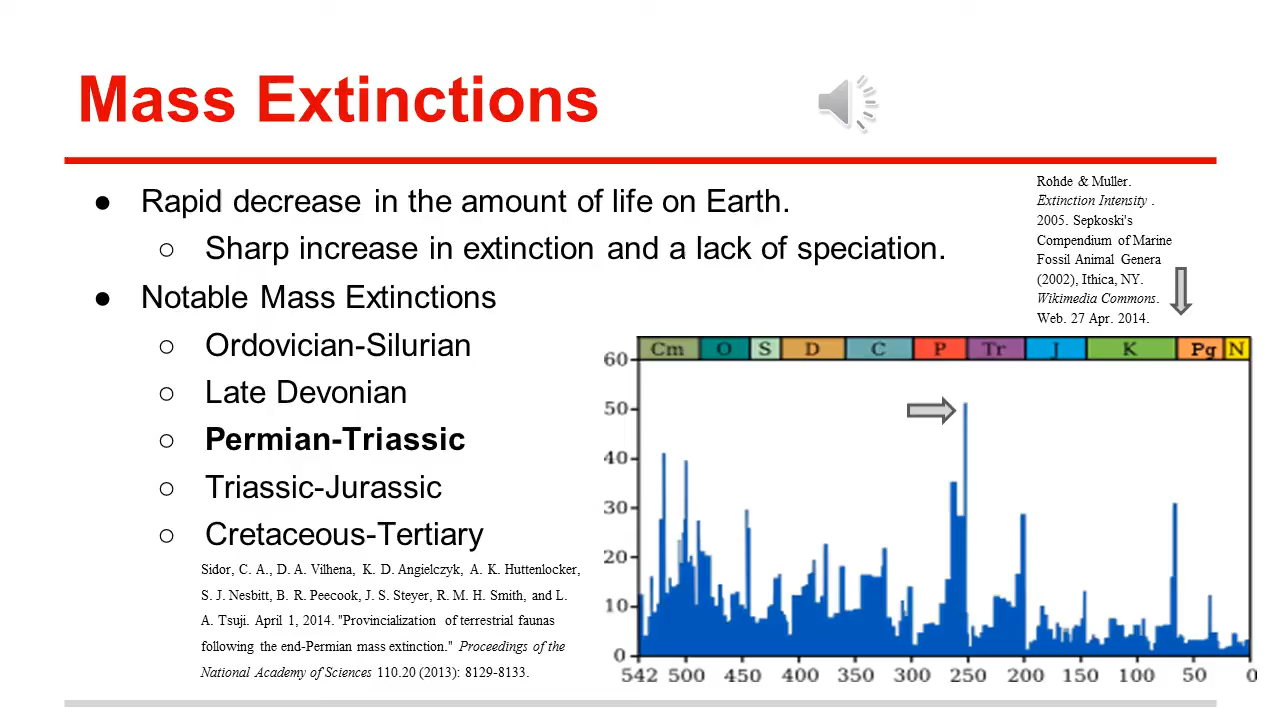 Mass Extinctions
● Rapid decrease in the amount of life on Earth.
○ Sharp increase in extinction and a lack of speciation.
● Notable Mass Extinctions
○ Ordovician-Silurian
○ Late Devonian
○ Permian-Triassic
○ Triassic-Jurassic
○ Cretaceous-Tertiary
Sidor, C. A., D. A. Vilhena, K. D. Angielczyk, A. K. Huttenlocker,
S. J. Nesbitt, B. R. Peecook, J. S. Steyer, R. M. H. Smith, and L.
A. Tsuji. April 1, 2014. "Provincialization of terrestrial faunas
following the end-Permian mass extinction." Proceedings of the
National Academy of Sciences 110.20 (2013): 8129-8133.
Rohde & Muller.
Extinction Intensity .
2005. Sepkoski's
Compendium of Marine
Fossil Animal Genera
(2002), Ithica, NY.
Wikimedia Commons.
Web. 27 Apr. 2014.
Cm O S D C P Tr J K Pg N
60
50
40
30
20
10
0
542 500 450 400 350 300 250 200 150 100 50 0